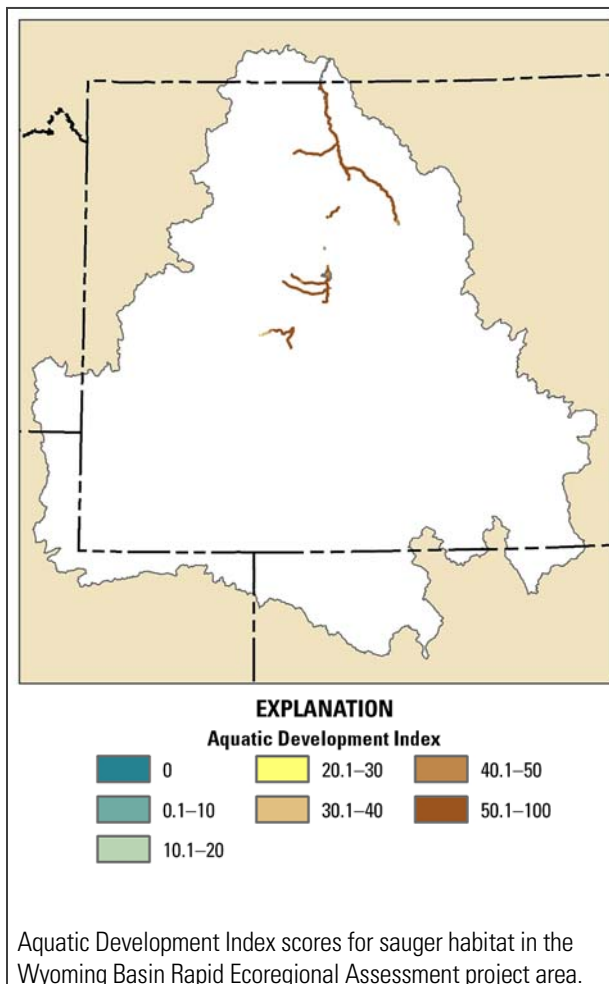 EXPLANATION
Aquatic Development Index
0 20.1–30 40.1–50
0.1–10 30.1–40 50.1–100
10.1–20
Aquatic Development Index scores for sauger habitat in the
Wyoming Basin Rapid Ecoregional Assessment project area.